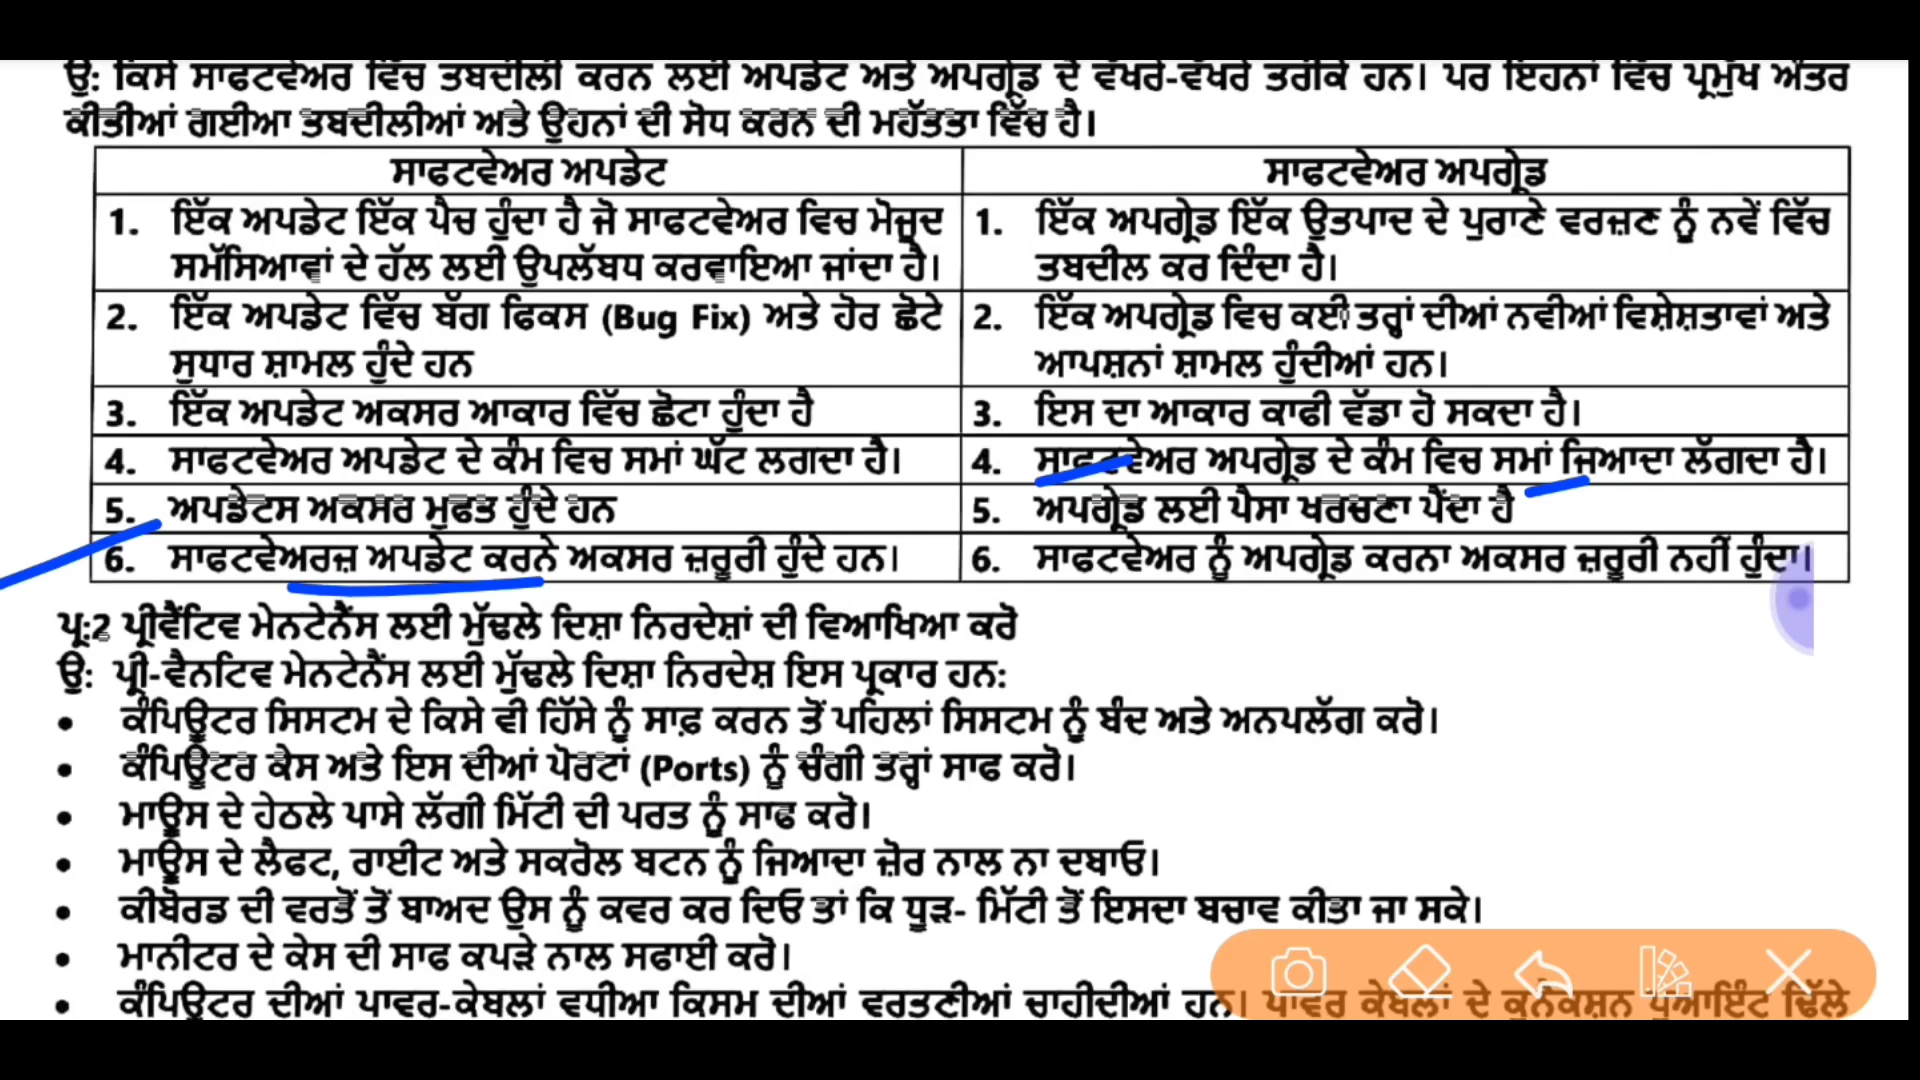 ਉ: ਕਿਸੇ ਸਾਫਟਵੇਅਰ ਵਿੱਚ ਤਬਦੀਲੀ ਕਰਨ ਲਈ ਅਪਡੇਟ ਅਤੇ ਅਪਗ੍ਰੇਡ ਦੋ ਵੱਖਰੇ-ਵੱਖਰੇ ਤਰੀਕੇ ਹਨ। ਪਰ ਇਹਨਾਂ ਵਿੱਚ ਪ੍ਰਮੁੱਖ ਅੰਤਰ
ਕੀਤੀਆਂ ਗਈਆ ਤਬਦੀਲੀਆਂ ਅਤੇ ਉਹਨਾਂ ਦੀ ਸੋਧ ਕਰਨ ਦੀ ਮਹੱਤਤਾ ਵਿੱਚ ਹੈ।
ਸਾਫਟਵੇਅਰ ਅਪਡੇਟ
ਸਾਫਟਵੇਅਰ ਅਪਗ੍ਰੇਡ
1. ਇੱਕ ਅਪਡੇਟ ਇੱਕ ਪੈਚ ਹੁੰਦਾ ਹੈ ਜੋ ਸਾਫਟਵੇਅਰ ਵਿਚ ਮੋਜੂਦ
ਸਮੱਸਿਆਵਾਂ ਦੇ ਹੱਲ ਲਈ ਉਪਲੱਬਧ ਕਰਵਾਇਆ ਜਾਂਦਾ ਹੈ।
1. ਇੱਕ ਅਪਗ੍ਰੇਡ ਇੱਕ ਉਤਪਾਦ ਦੇ ਪੁਰਾਣੇ ਵਰਜ਼ਣ ਨੂੰ ਨਵੇਂ ਵਿੱਚ
ਤਬਦੀਲ ਕਰ ਦਿੰਦਾ ਹੈ।
2. ਇੱਕ ਅਪਡੇਟ ਵਿੱਚ ਬੱਗ ਫਿਕਸ (Bug Fix) ਅਤੇ ਹੋਰ ਛੋਟੇ
ਸੁਧਾਰ ਸ਼ਾਮਲ ਹੁੰਦੇ ਹਨ
2. ਇੱਕ ਅਪਗ੍ਰੇਡ ਵਿਚ ਕਈ ਤਰ੍ਹਾਂ ਦੀਆਂ ਨਵੀਆਂ ਵਿਸ਼ੇਸ਼ਤਾਵਾਂ ਅਤੇ
ਆਪਸ਼ਨਾਂ ਸ਼ਾਮਲ ਹੁੰਦੀਆਂ ਹਨ।
3. ਇੱਕ ਅਪਡੇਟ ਅਕਸਰ ਆਕਾਰ ਵਿੱਚ ਛੋਟਾ ਹੁੰਦਾ ਹੈ
3. ਇਸ ਦਾ ਆਕਾਰ ਕਾਫੀ ਵੱਡਾ ਹੋ ਸਕਦਾ ਹੈ।
4. ਸਾਫਟਵੇਅਰ ਅਪਡੇਟ ਦੇ ਕੰਮ ਵਿਚ ਸਮਾਂ ਘੱਟ ਲਗਦਾ ਹੈ।
4. ਸਾਫਟਵੇਅਰ ਅਪਗ੍ਰੇਡ ਦੇ ਕੰਮ ਵਿਚ ਸਮਾਂ ਜਿਆਦਾ ਲੱਗਦਾ ਹੈ।
5. ਅਪਡੇਟਸ ਅਕਸਰ ਮੁਫਤ ਹੁੰਦੇ ਹਨ
5. ਅਪਗ੍ਰੇਡ ਲਈ ਪੈਸਾ ਖਰਚਣਾ ਪੈਂਦਾ ਹੈ
6. ਸਾਫਟਵੇਅਰਜ਼ ਅਪਡੇਟ ਕਰਨੇ ਅਕਸਰ ਜ਼ਰੂਰੀ ਹੁੰਦੇ ਹਨ।
6. ਸਾਫਟਵੇਅਰ ਨੂੰ ਅਪਗ੍ਰੇਡ ਕਰਨਾ ਅਕਸਰ ਜ਼ਰੂਰੀ ਨਹੀਂ ਹੁੰਦਾ।
ਪ੍ਰ:2 ਪ੍ਰੀਵੈਂਟਿਵ ਮੇਨਟੇਨੈਂਸ ਲਈ ਮੁੱਢਲੇ ਦਿਸ਼ਾ ਨਿਰਦੇਸ਼ਾਂ ਦੀ ਵਿਆਖਿਆ ਕਰੋ
ਉ: ਪ੍ਰੀ-ਵੈਨਟਿਵ ਮੇਨਟੇਨੈਂਸ ਲਈ ਮੁੱਢਲੇ ਦਿਸ਼ਾ ਨਿਰਦੇਸ਼ ਇਸ ਪ੍ਰਕਾਰ ਹਨ:
• ਕੰਪਿਊਟਰ ਸਿਸਟਮ ਦੇ ਕਿਸੇ ਵੀ ਹਿੱਸੇ ਨੂੰ ਸਾਫ਼ ਕਰਨ ਤੋਂ ਪਹਿਲਾਂ ਸਿਸਟਮ ਨੂੰ ਬੰਦ ਅਤੇ ਅਨਪਲੱਗ ਕਰੋ।
• ਕੰਪਿਊਟਰ ਕੇਸ ਅਤੇ ਇਸ ਦੀਆਂ ਪੋਰਟਾਂ (Ports) ਨੂੰ ਚੰਗੀ ਤਰ੍ਹਾਂ ਸਾਫ ਕਰੋ।
• ਮਾਊਸ ਦੇ ਹੇਠਲੇ ਪਾਸੇ ਲੱਗੀ ਮਿੱਟੀ ਦੀ ਪਰਤ ਨੂੰ ਸਾਫ ਕਰੋ।
• ਮਾਊਸ ਦੇ ਲੈਫਟ, ਰਾਈਟ ਅਤੇ ਸਕਰੋਲ ਬਟਨ ਨੂੰ ਜਿਆਦਾ ਜ਼ੋਰ ਨਾਲ ਨਾ ਦਬਾਓ।
• ਕੀਬੋਰਡ ਦੀ ਵਰਤੋਂ ਤੋਂ ਬਾਅਦ ਉਸ ਨੂੰ ਕਵਰ ਕਰ ਦਿਓ ਤਾਂ ਕਿ ਧੂੜ- ਮਿੱਟੀ ਤੋਂ ਇਸਦਾ ਬਚਾਵ ਕੀਤਾ ਜਾ ਸਕੇ।
• ਮਾਨੀਟਰ ਦੇ ਕੇਸ ਦੀ ਸਾਫ ਕਪੜੇ ਨਾਲ ਸਫਾਈ ਕਰੋ।
• ਕੰਪਿਊਟਰ ਦੀਆਂ ਪਾਵਰ-ਕੇਬਲਾਂ ਵਧੀਆ ਕਿਸਮ ਦੀਆਂ ਵਰਤਣੀਆਂ ਚਾਹੀਦੀਆਂ ਹਨ। ਪਾਵਰ ਕੇਬਲਾਂ ਦੇ ਕੁਨੈਕਸ਼ਨ ਪੁਆਇੰਟ ਢਿੱਲੇ